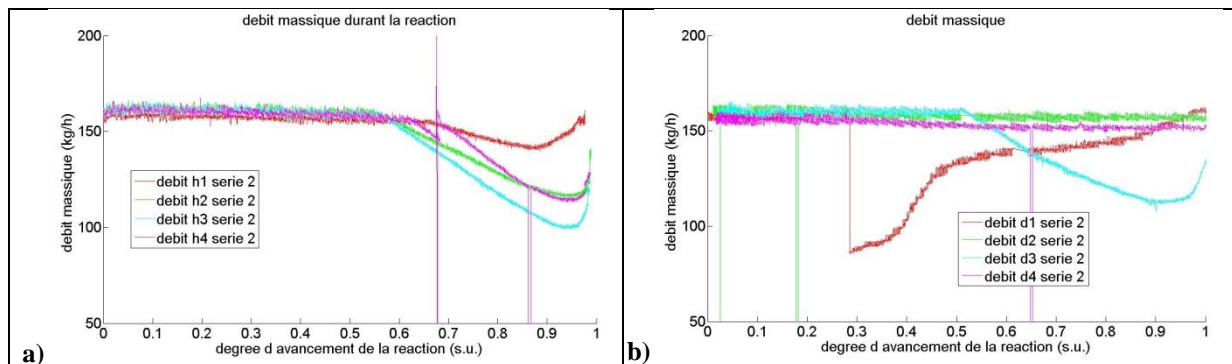 debit massique durant la reaction
200
150
100
50
debit massique (kg/h)
debit h1 serie 2
debit h2 serie 2
debit h3 serie 2
debit h4 serie 2
0 0.1 0.2 0.3 0.4 0.5 0.6 0.7 0.8 0.9 1
degree d avancement de la reaction (s.u.)
a)
debit massique
200
150
100
50
debit massique (kg/h)
debit d1 serie 2
debit d2 serie 2
debit d3 serie 2
debit d4 serie 2
0 0.1 0.2 0.3 0.4 0.5 0.6 0.7 0.8 0.9 1
degree d avancement de la reaction (s.u.)
b)